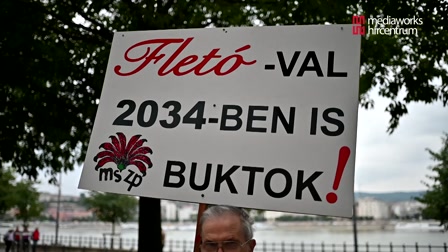 mediaworks
hírcentrum
Fletó-VAL
2034-BEN IS
BUKTOK!
mszp